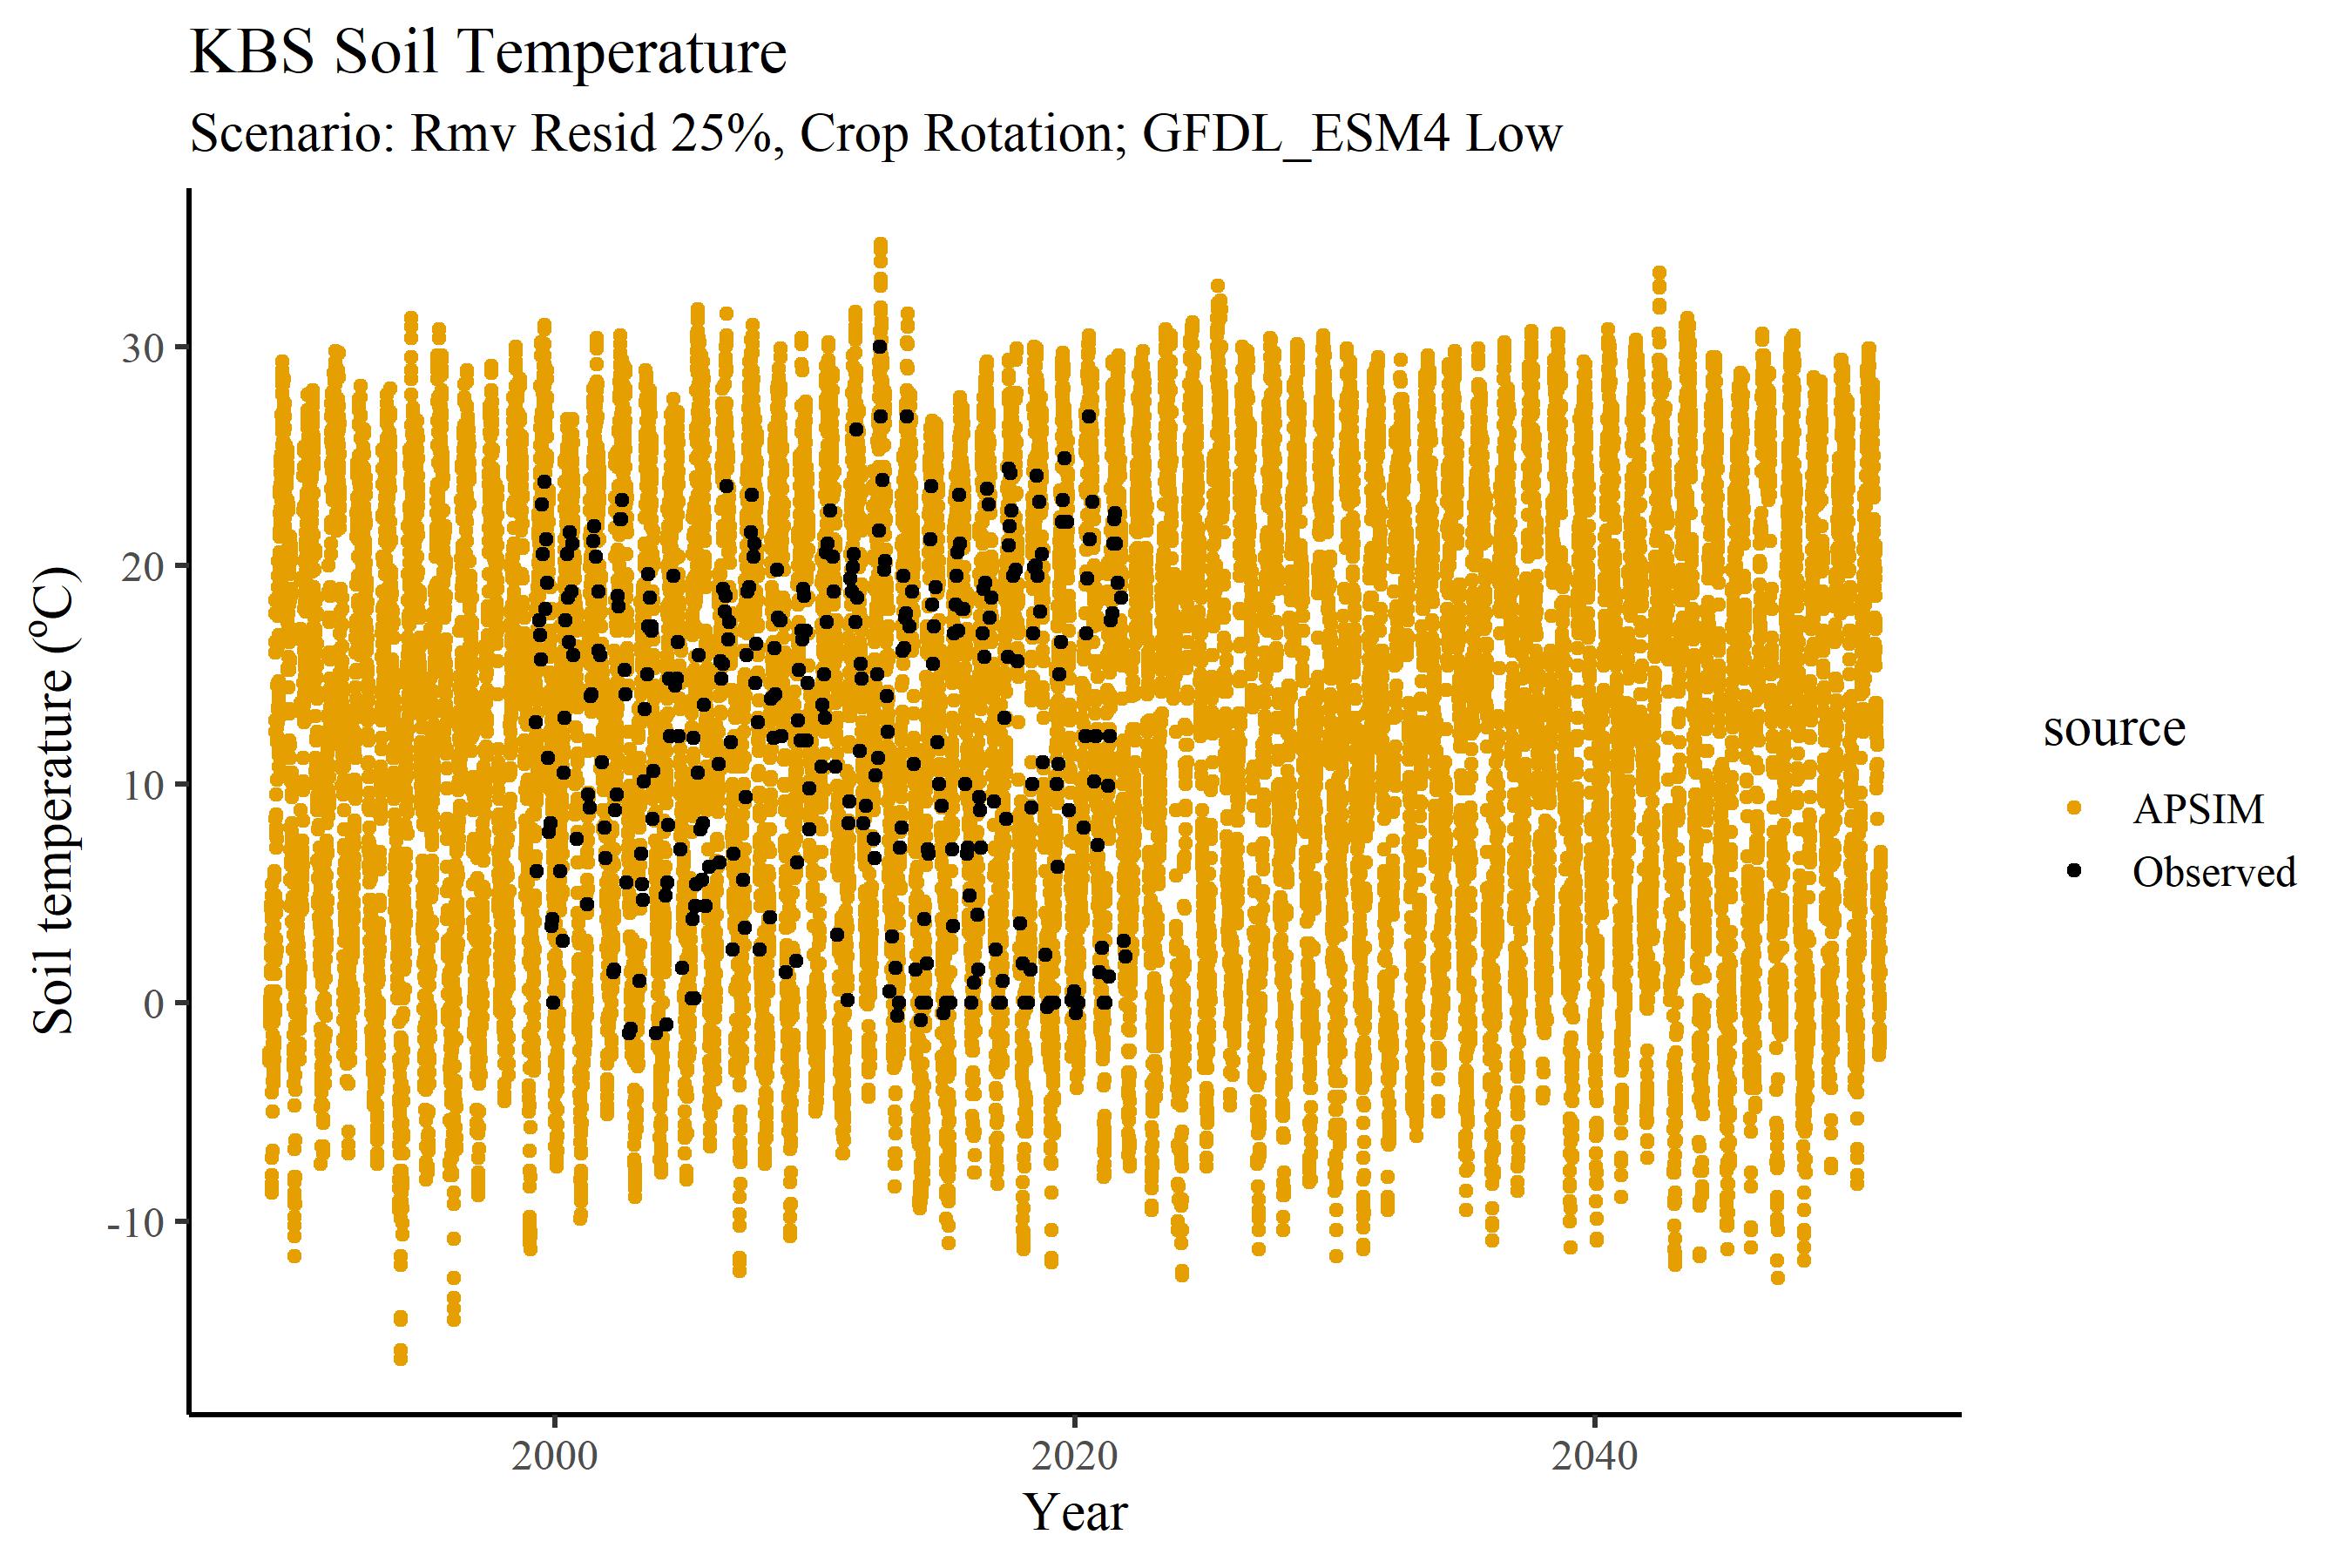 KBS Soil Temperature
Scenario: Rmv Resid 25%, Crop Rotation; GFDL_ESM4 Low
Soil temperature (ºC)
30
20
10
0
-10
2000
2020
2040
Year
source
APSIM
Observed